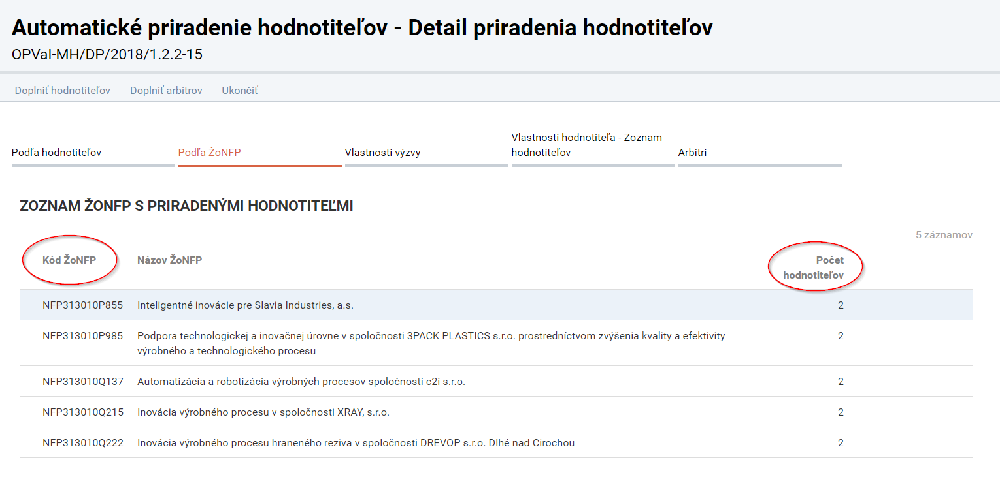 Automatické priradenie hodnotiteľov - Detail priradenia hodnotiteľov
OPVal-MH/DP/2018/1.2.2-15
Doplniť hodnotiteľov Doplniť arbitrov Ukončiť
Podľa hodnotiteľov Podľa ŽoNFP Vlastnosti výzvy Vlastnosti hodnotiteľa - Zoznam
hodnotiteľov Arbitri
ZOZNAM ŽONFP S PRIRADENÝMI HODNOTITEĽMI
5 záznamov
Kód ŽoNFP Názov ŽoNFP Počet
hodnotiteľov
NFP313010P855 Inteligentné inovácie pre Slavia Industries, a.s. 2
NFP313010P985 Podpora technologickej a inovačnej úrovne v spoločnosti 3PACK PLASTICS s.r.o. prostredníctvom zvýšenia kvality a efektivity 2
výrobného a technologického procesu
NFP313010Q137 Automatizácia a robotizácia výrobných procesov spoločnosti c2i s.r.o. 2
NFP313010Q215 Inovácia výrobného procesu v spoločnosti XRAY, s.r.o. 2
NFP313010Q222 Inovácia výrobného procesu hraneného reziva v spoločnosti DREVOP s.r.o. Dlhé nad Cirochou 2